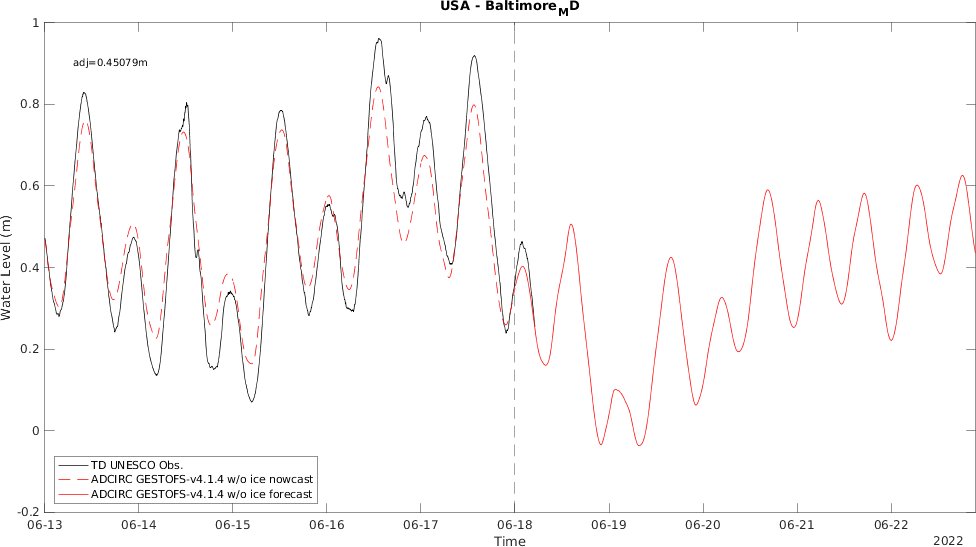 USA - BaltimoreMD
adj=0.45079m
1
0.8
0.6
0.4
0.2
0
-0.2
Water Level (m)
TD UNESCO Obs.
ADCIRC GESTOFS-v4.1.4 w/o ice nowcast
ADCIRC GESTOFS-v4.1.4 w/o ice forecast
06-13 06-14 06-15 06-16 06-17 06-18 06-19 06-20 06-21 06-22
Time
2022